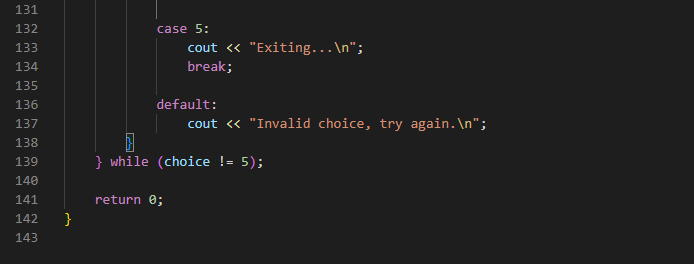 131
132 case 5:
133 cout << "Exiting...\n";
134 break;
135
136 default:
137 cout << "Invalid choice, try again.\n";
138 }
139 } while (choice != 5);
140
141 return 0;
142 }
143